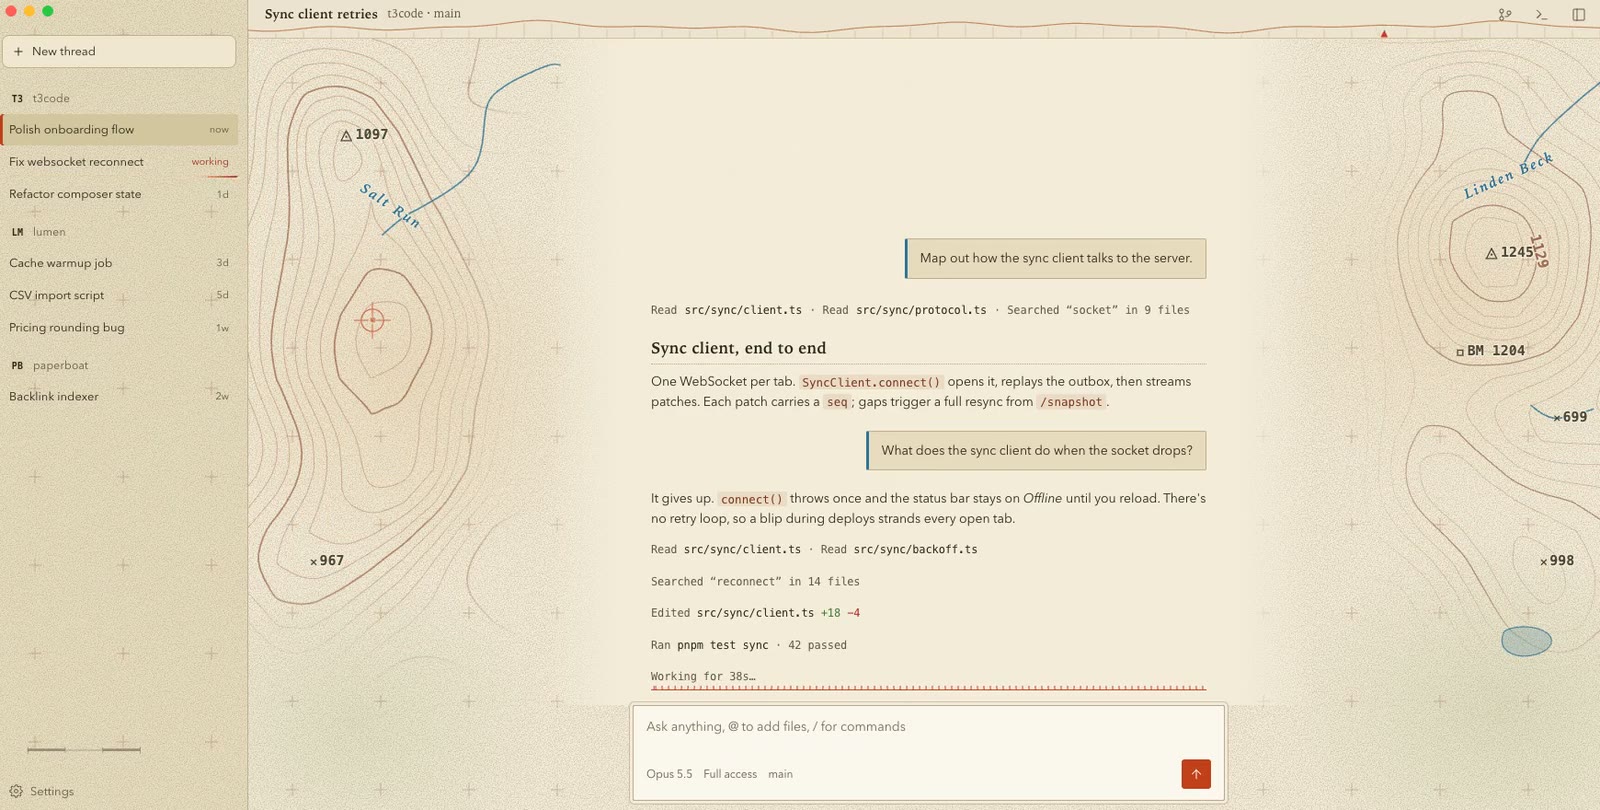 Sync client retries t3code · main
+ New thread
T3 t3code
Polish onboarding flow now
Fix websocket reconnect working
Refactor composer state 1d
LM lumen
Cache warmup job 3d
CSV import script 5d
Pricing rounding bug 1w
PB paperboat
Backlink indexer 2w
Settings
1097
Salt Run
967
Map out how the sync client talks to the server.
Read src/sync/client.ts · Read src/sync/protocol.ts · Searched “socket” in 9 files
Sync client, end to end
One WebSocket per tab. SyncClient.connect() opens it, replays the outbox, then streams
patches. Each patch carries a seq; gaps trigger a full resync from /snapshot.
What does the sync client do when the socket drops?
It gives up. connect() throws once and the status bar stays on Offline until you reload. There's
no retry loop, so a blip during deploys strands every open tab.
Read src/sync/client.ts · Read src/sync/backoff.ts
Searched “reconnect” in 14 files
Edited src/sync/client.ts +18 −4
Ran pnpm test sync · 42 passed
Working for 38s…
Ask anything, @ to add files, / for commands
Opus 5.5 Full access main
Linden Beck
1245
1129
BM 1204
699
998